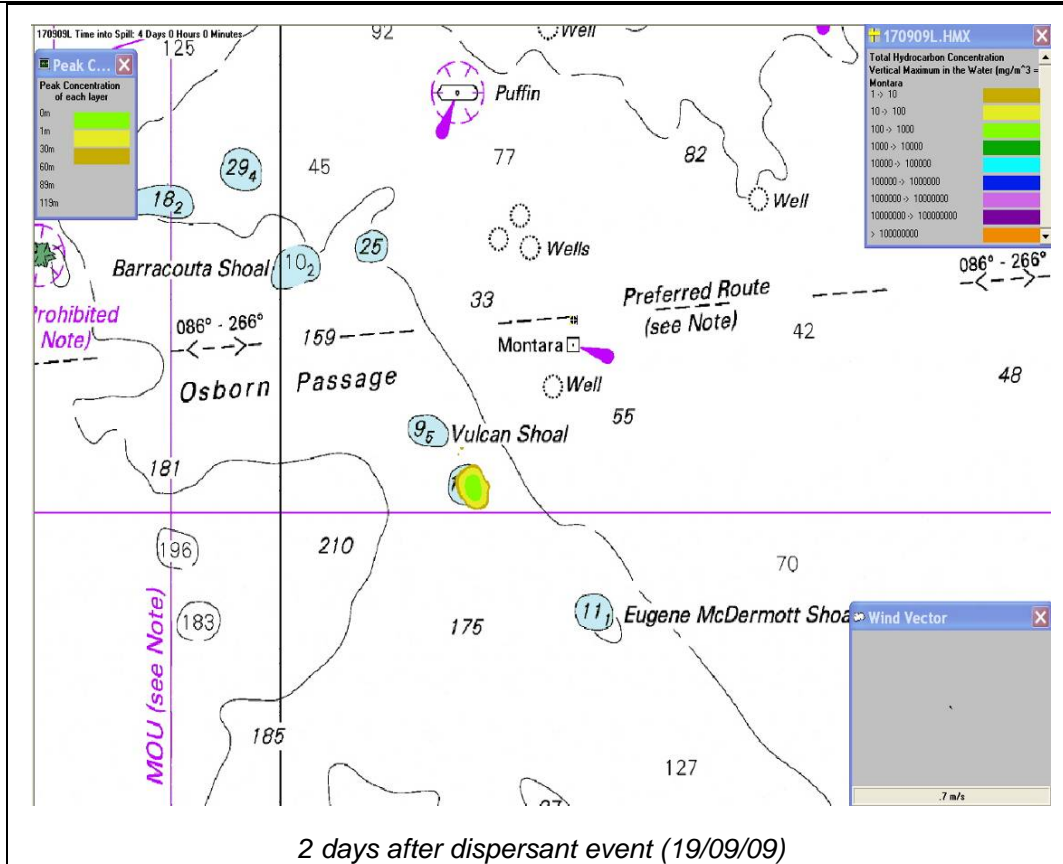 170909L Time into Spill: 4 Days 0 Hours 0 Minutes
125
92
Well
170909L.HMX
Peak C...
Peak Concentration
of each layer
0m
1m
30m
60m
89m
119m
Total Hydrocarbon Concentration
Vertical Maximum in the Water (mg/m^3 =
Montara
1 -> 10
10 -> 100
100 -> 1000
1000 -> 10000
10000 -> 100000
100000 -> 1000000
1000000 -> 10000000
10000000 -> 100000000
> 100000000
Puffin
29₄
45
77
82
18₂
Well
Barracouta Shoal
10₂
25
Wells
086° - 266°
Prohibited
Note)
33
Preferred Route
(see Note)
086° - 266°
159
42
Montara
Osborn Passage
Well
48
55
9₅
Vulcan Shoal
181
196
210
70
183
175
11₁
Eugene McDermott Shoa
MOU (see Note)
Wind Vector
185
127
.7 m/s
2 days after dispersant event (19/09/09)